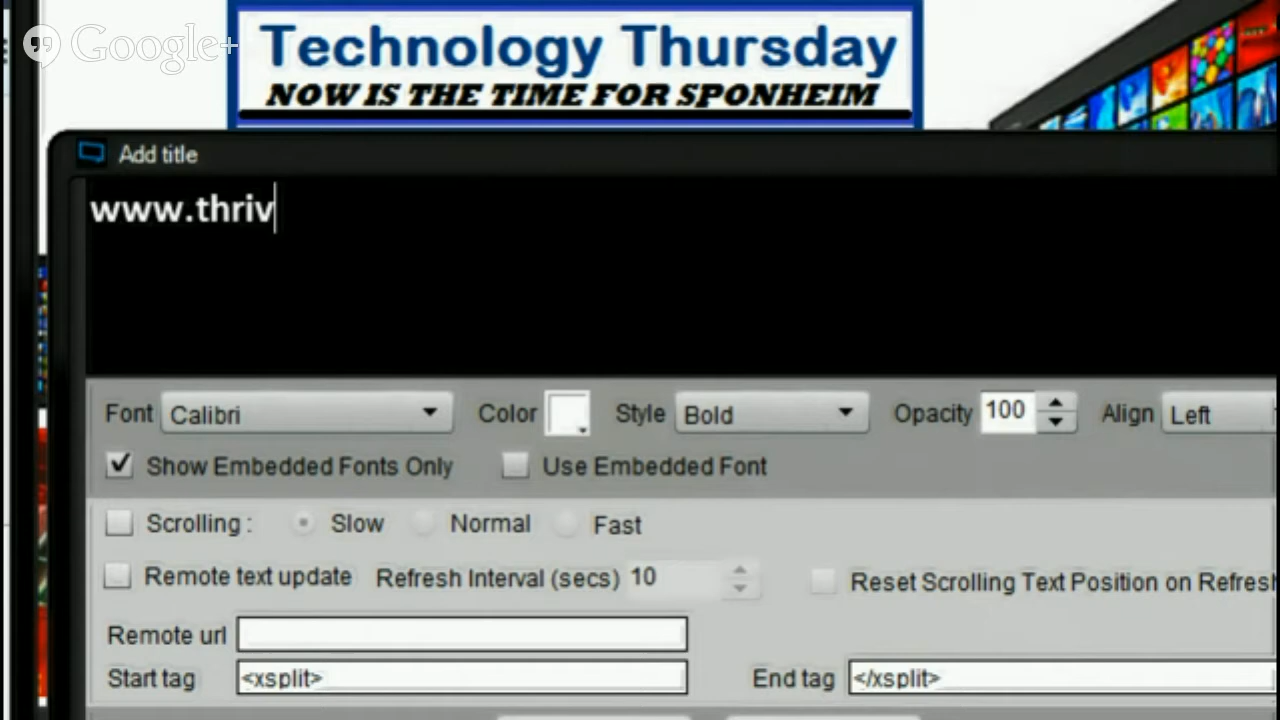 Google+
Technology Thursday
NOW IS THE TIME FOR SPONHEIM
Add title
www.thriv
Font Calibri Color Style Bold Opacity 100 Align Left
Show Embedded Fonts Only Use Embedded Font
Scrolling : Slow Normal Fast
Remote text update Refresh Interval (secs) 10 Reset Scrolling Text Position on Refresh
Remote url
Start tag <xsplit> End tag </xsplit>